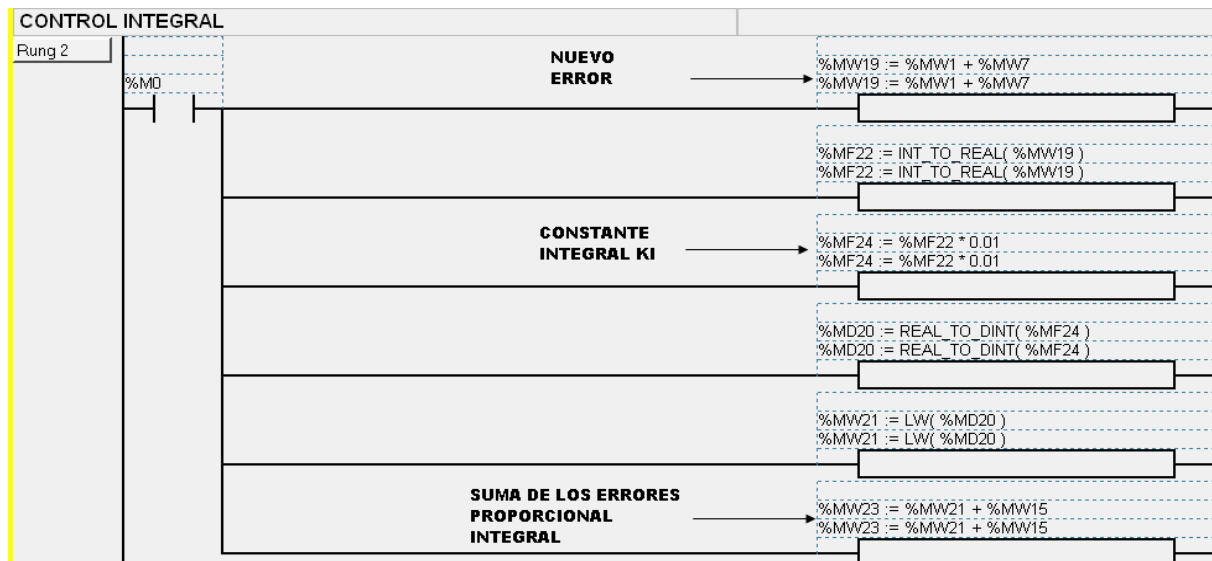 CONTROL INTEGRAL
Rung 2
%M0
NUEVO
ERROR
%MW19 := %MW1 + %MW7
%MW19 := %MW1 + %MW7
%MF22 := INT_TO_REAL( %MW19 )
%MF22 := INT_TO_REAL( %MW19 )
CONSTANTE
INTEGRAL KI
%MF24 := %MF22 * 0.01
%MF24 := %MF22 * 0.01
%MD20 := REAL_TO_DINT( %MF24 )
%MD20 := REAL_TO_DINT( %MF24 )
%MW21 := LW( %MD20 )
%MW21 := LW( %MD20 )
SUMA DE LOS ERRORES
PROPORCIONAL
INTEGRAL
%MW23 := %MW21 + %MW15
%MW23 := %MW21 + %MW15